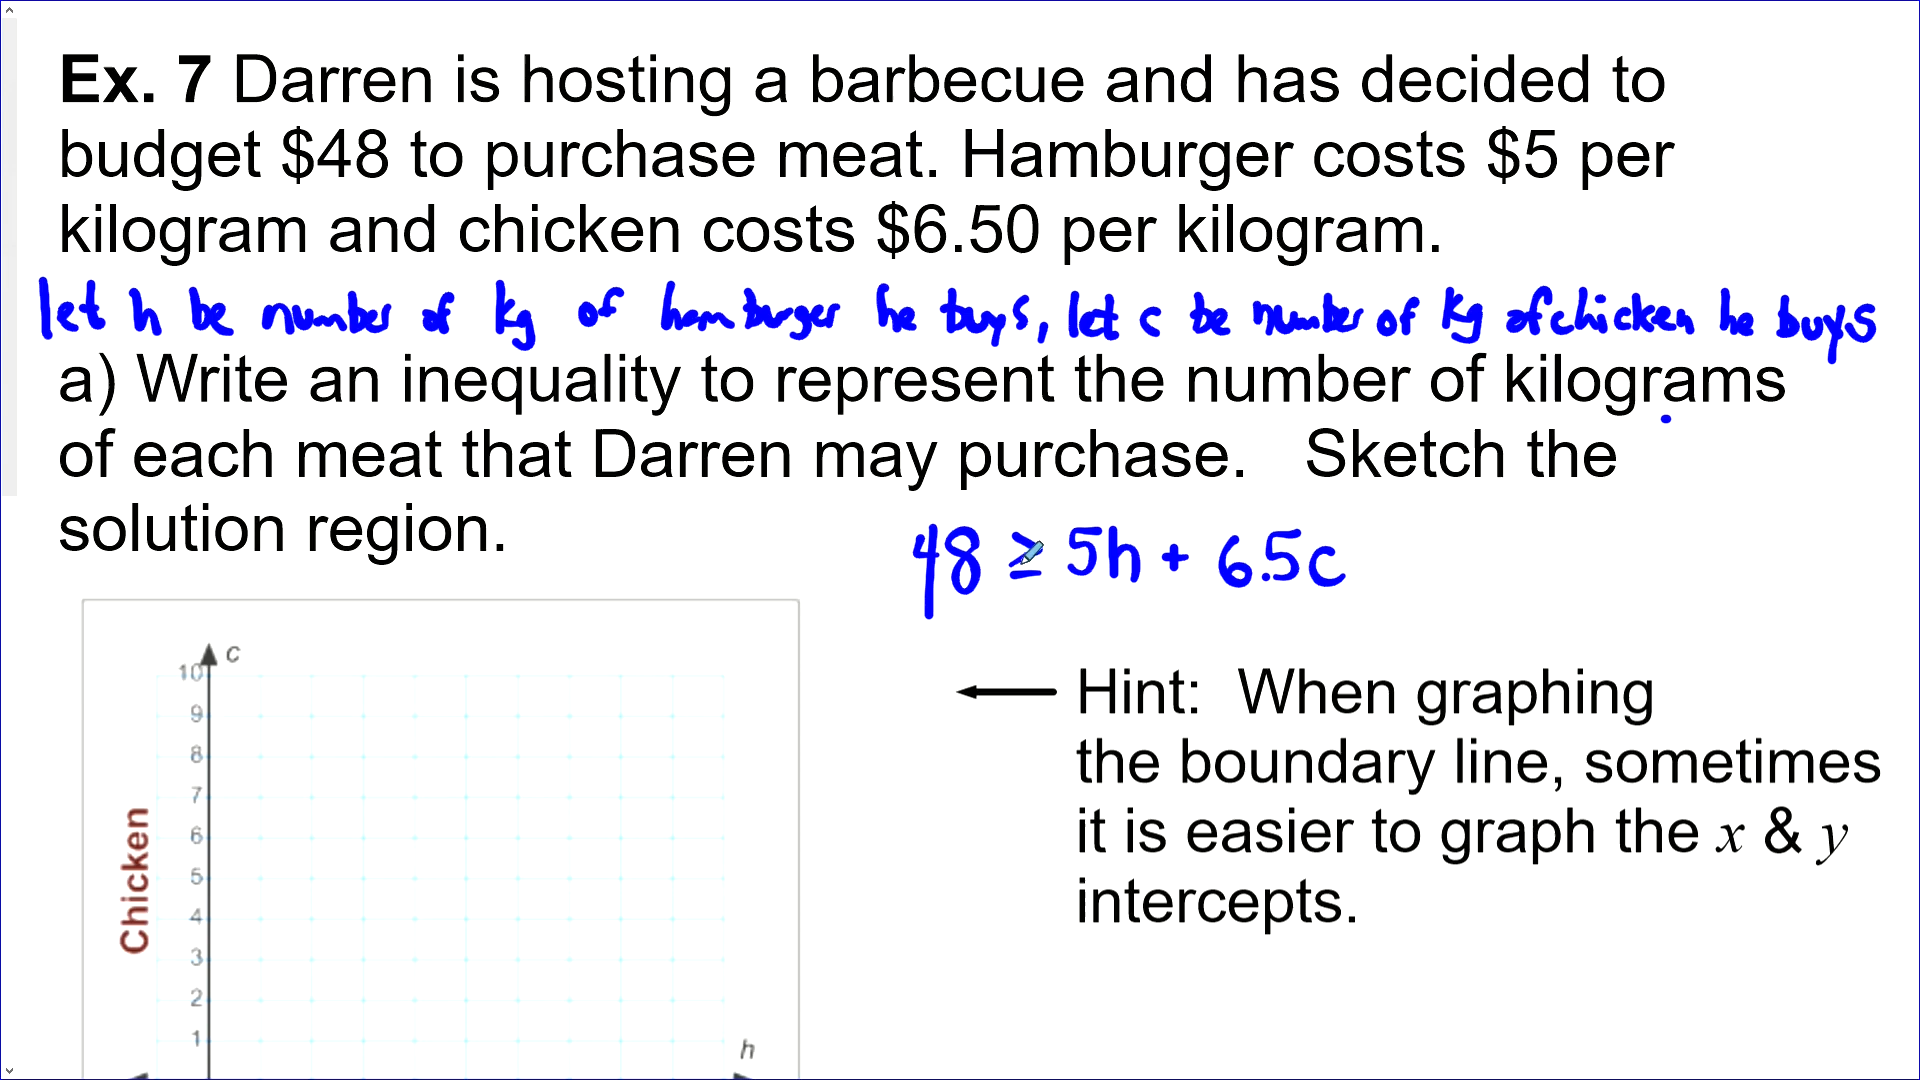 Ex. 7 Darren is hosting a barbecue and has decided to
budget $48 to purchase meat. Hamburger costs $5 per
kilogram and chicken costs $6.50 per kilogram.
let h be number of kg of hamburger he buys, let c be number of kg of chicken he buys
a) Write an inequality to represent the number of kilograms
of each meat that Darren may purchase. Sketch the
solution region.
48 ≥ 5h + 6.5c
c
10
9
8
7
6
5
4
3
2
1
Chicken
h
Hint: When graphing
the boundary line, sometimes
it is easier to graph the x & y
intercepts.